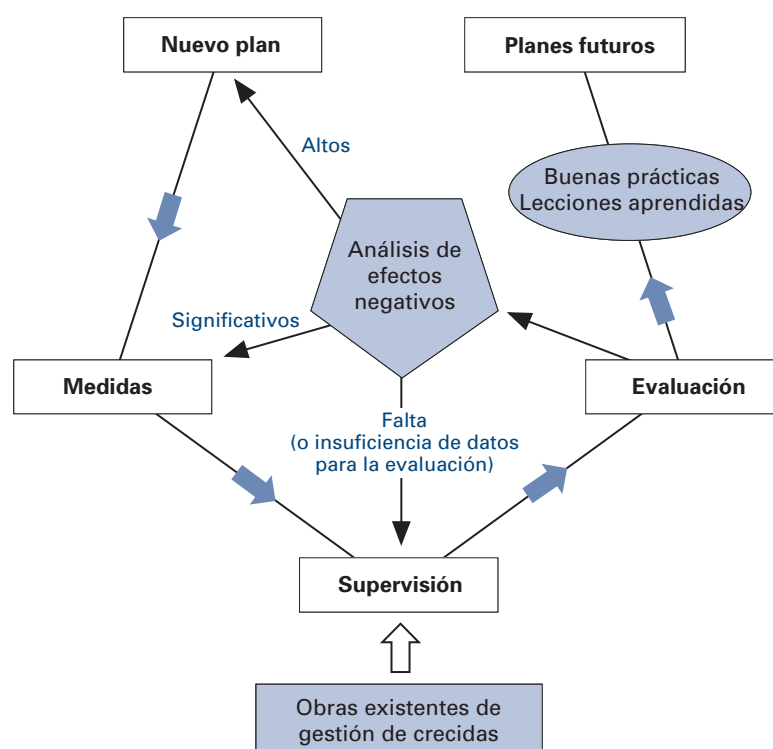 Nuevo plan
Planes futuros
Altos
Buenas prácticas
Lecciones aprendidas
Análisis de
efectos
negativos
Significativos
Medidas
Evaluación
Falta
(o insuficiencia de datos
para la evaluación)
Supervisión
Obras existentes de
gestión de crecidas